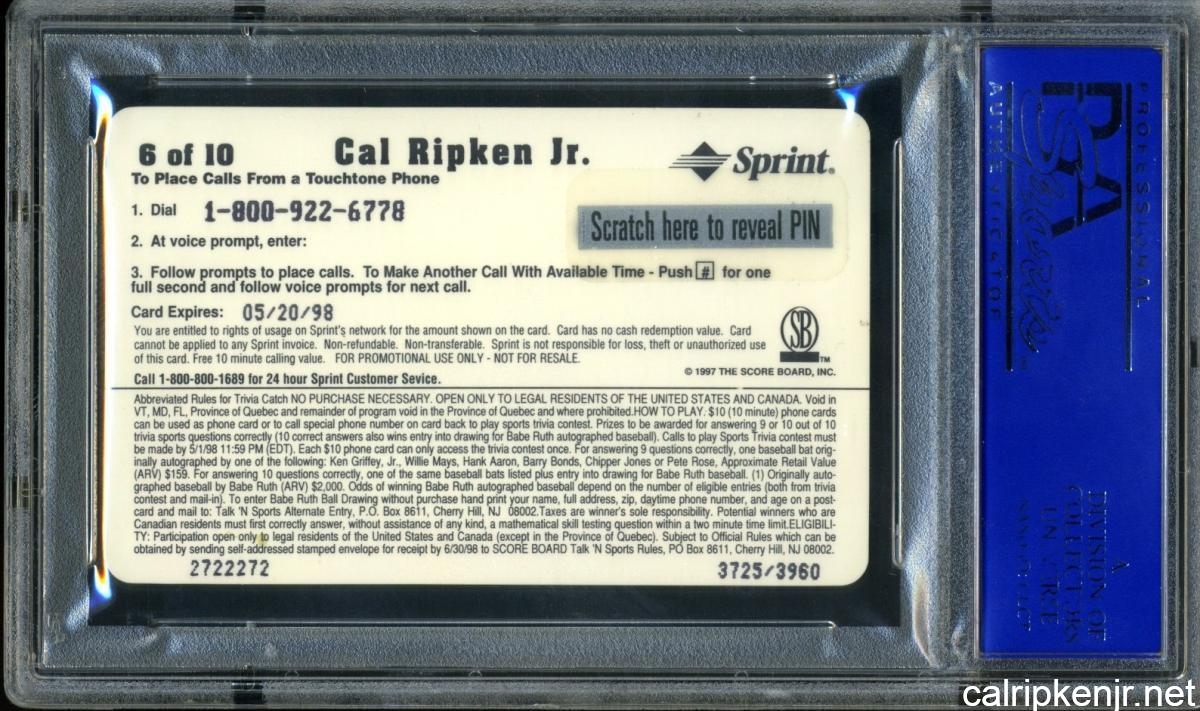 6 of 10 Cal Ripken Jr. Sprint.
To Place Calls From a Touchtone Phone
1. Dial 1-800-922-6778
Scratch here to reveal PIN
2. At voice prompt, enter:
3. Follow prompts to place calls. To Make Another Call With Available Time - Push # for one
full second and follow voice prompts for next call.
Card Expires: 05/20/98
You are entitled to rights of usage on Sprint's network for the amount shown on the card. Card has no cash redemption value. Card
cannot be applied to any Sprint invoice. Non-refundable. Non-transferable. Sprint is not responsible for loss, theft or unauthorized use
of this card. Free 10 minute calling value. FOR PROMOTIONAL USE ONLY - NOT FOR RESALE.
SB TM
© 1997 THE SCORE BOARD, INC.
Call 1-800-800-1689 for 24 hour Sprint Customer Sevice.
Abbreviated Rules for Trivia Catch NO PURCHASE NECESSARY. OPEN ONLY TO LEGAL RESIDENTS OF THE UNITED STATES AND CANADA. Void in
VT, MD, FL, Province of Quebec and remainder of program void in the Province of Quebec and where prohibited.HOW TO PLAY. $10 (10 minute) phone cards
can be used as phone card or to call special phone number on card back to play sports trivia contest. Prizes to be awarded for answering 9 or 10 out of 10
trivia sports questions correctly (10 correct answers also wins entry into drawing for Babe Ruth autographed baseball). Calls to play Sports Trivia contest must
be made by 5/1/98 11:59 PM (EDT). Each $10 phone card can only access the trivia contest once. For answering 9 questions correctly, one baseball bat orig-
inally autographed by one of the following: Ken Griffey, Jr., Willie Mays, Hank Aaron, Barry Bonds, Chipper Jones or Pete Rose, Approximate Retail Value
(ARV) $159. For answering 10 questions correctly, one of the same baseball bats listed plus entry into drawing for Babe Ruth baseball. (1) Originally auto-
graphed baseball by Babe Ruth (ARV) $2,000. Odds of winning Babe Ruth autographed baseball depend on the number of eligible entries (both from trivia
contest and mail-in). To enter Babe Ruth Ball Drawing without purchase hand print your name, full address, zip, daytime phone number, and age on a post-
card and mail to: Talk 'N Sports Alternate Entry, P.O. Box 8611, Cherry Hill, NJ 08002.Taxes are winner's sole responsibility. Potential winners who are
Canadian residents must first correctly answer, without assistance of any kind, a mathematical skill testing question within a two minute time limit.ELIGIBILI-
TY: Participation open only to legal residents of the United States and Canada (except in the Province of Quebec). Subject to Official Rules which can be
obtained by sending self-addressed stamped envelope for receipt by 6/30/98 to SCORE BOARD Talk 'N Sports Rules, PO Box 8611, Cherry Hill, NJ 08002.
2722272 3725/3960
PROFESSIONAL
PSA
AUTHENTICATOR
A
DIVISION OF
COLLECTORS
UNIVERSE
calripkenjr.net